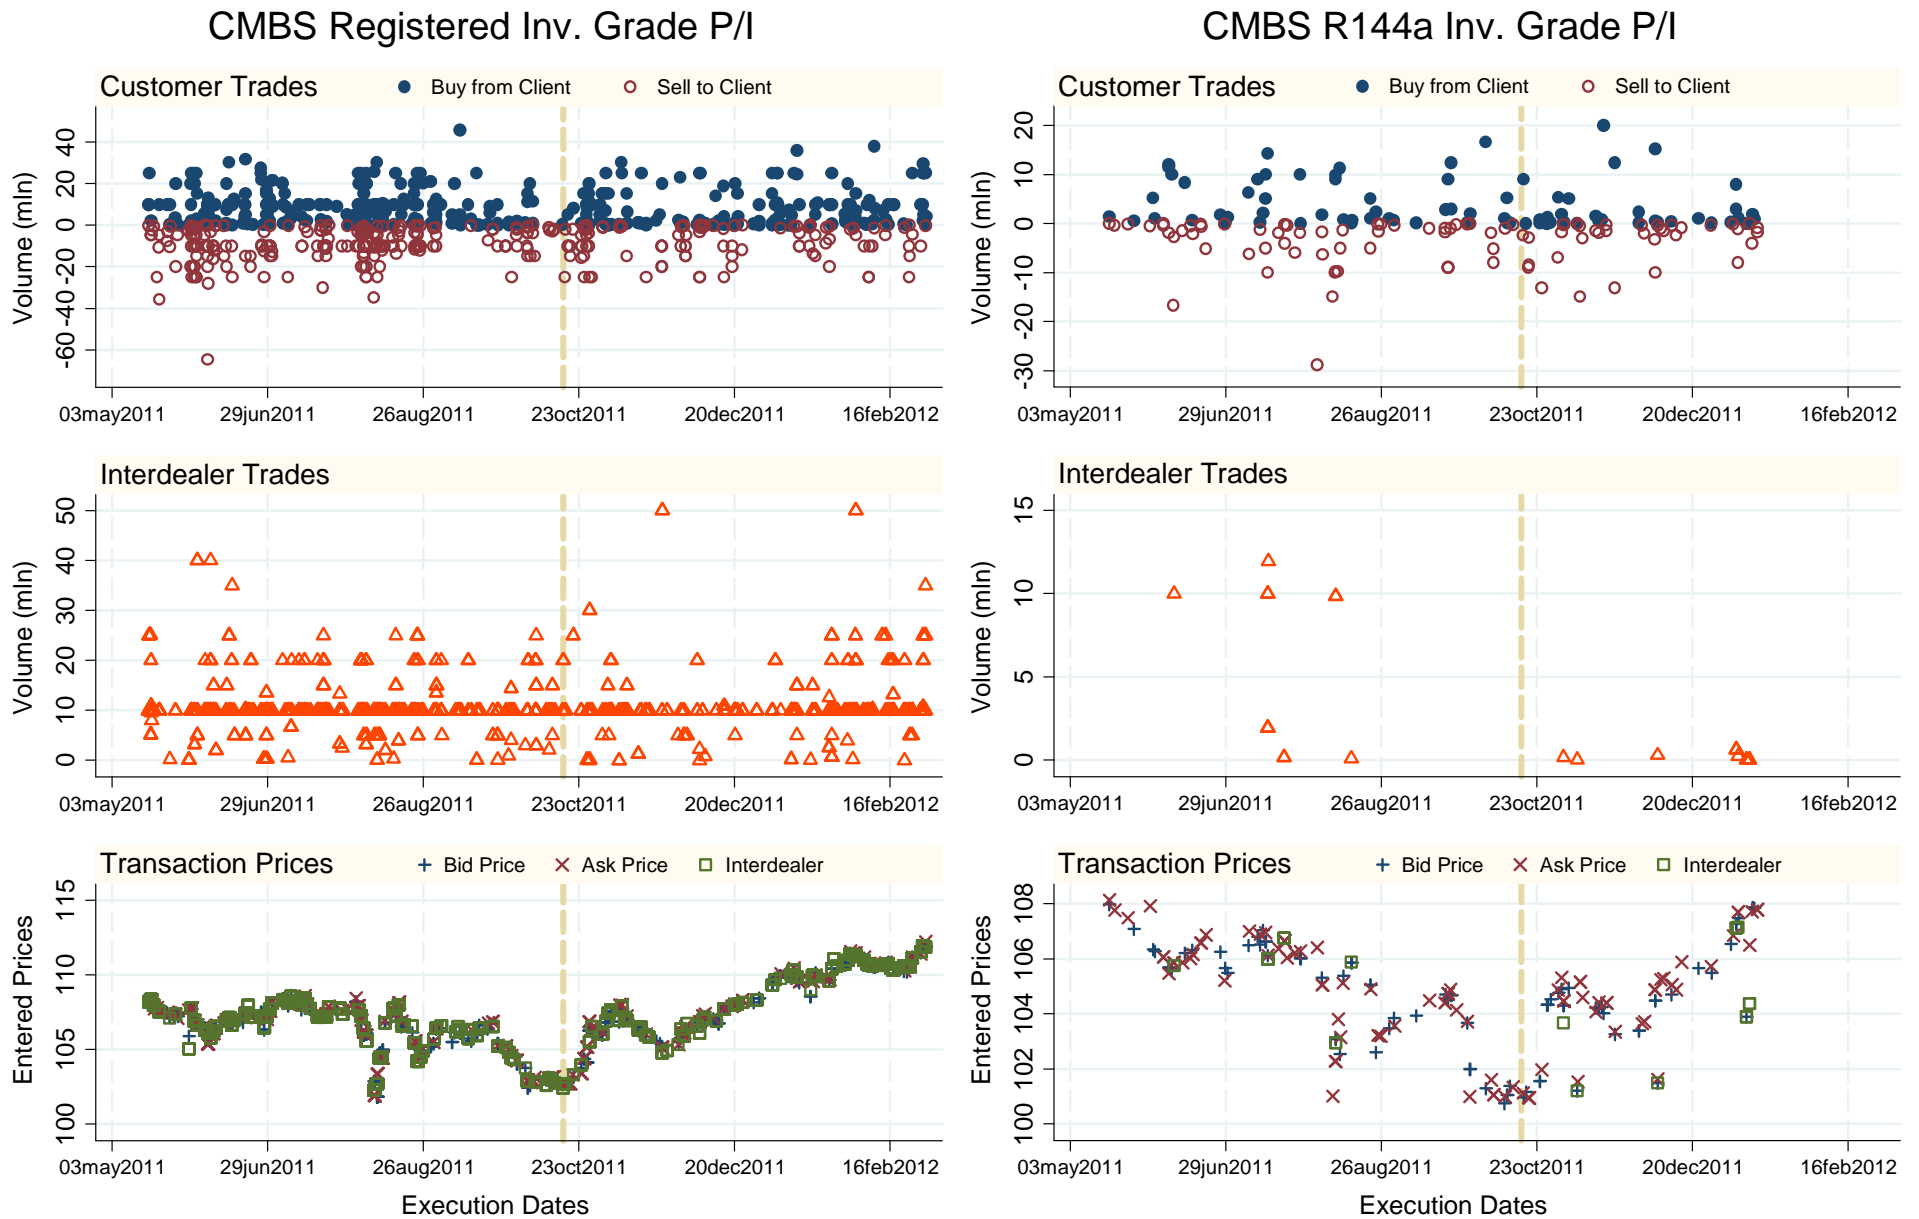 CMBS Registered Inv. Grade P/I
Customer Trades Buy from Client Sell to Client
Volume (mln)
40
20
0
-20
-40
-60
03may2011 29jun2011 26aug2011 23oct2011 20dec2011 16feb2012
Interdealer Trades
Volume (mln)
50
40
30
20
10
0
03may2011 29jun2011 26aug2011 23oct2011 20dec2011 16feb2012
Transaction Prices Bid Price Ask Price Interdealer
Entered Prices
115
110
105
100
03may2011 29jun2011 26aug2011 23oct2011 20dec2011 16feb2012
Execution Dates
CMBS R144a Inv. Grade P/I
Customer Trades Buy from Client Sell to Client
Volume (mln)
20
10
0
-10
-20
-30
03may2011 29jun2011 26aug2011 23oct2011 20dec2011 16feb2012
Interdealer Trades
Volume (mln)
15
10
5
0
03may2011 29jun2011 26aug2011 23oct2011 20dec2011 16feb2012
Transaction Prices Bid Price Ask Price Interdealer
Entered Prices
108
106
104
102
100
03may2011 29jun2011 26aug2011 23oct2011 20dec2011 16feb2012
Execution Dates